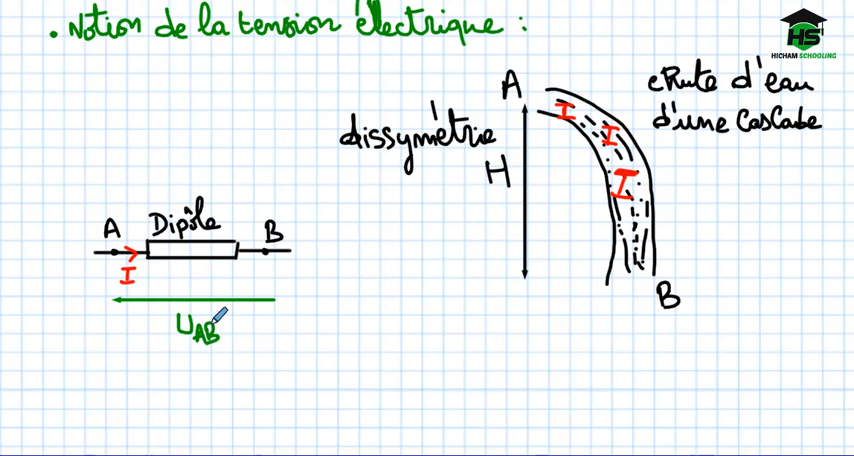 . Notion de la tension électrique :
HS
HICHAM SCHOOLING
A
chute d'eau
d'une cascade
dissymétrie
H
I
I
I
B
A
Dipôle
B
I
UAB